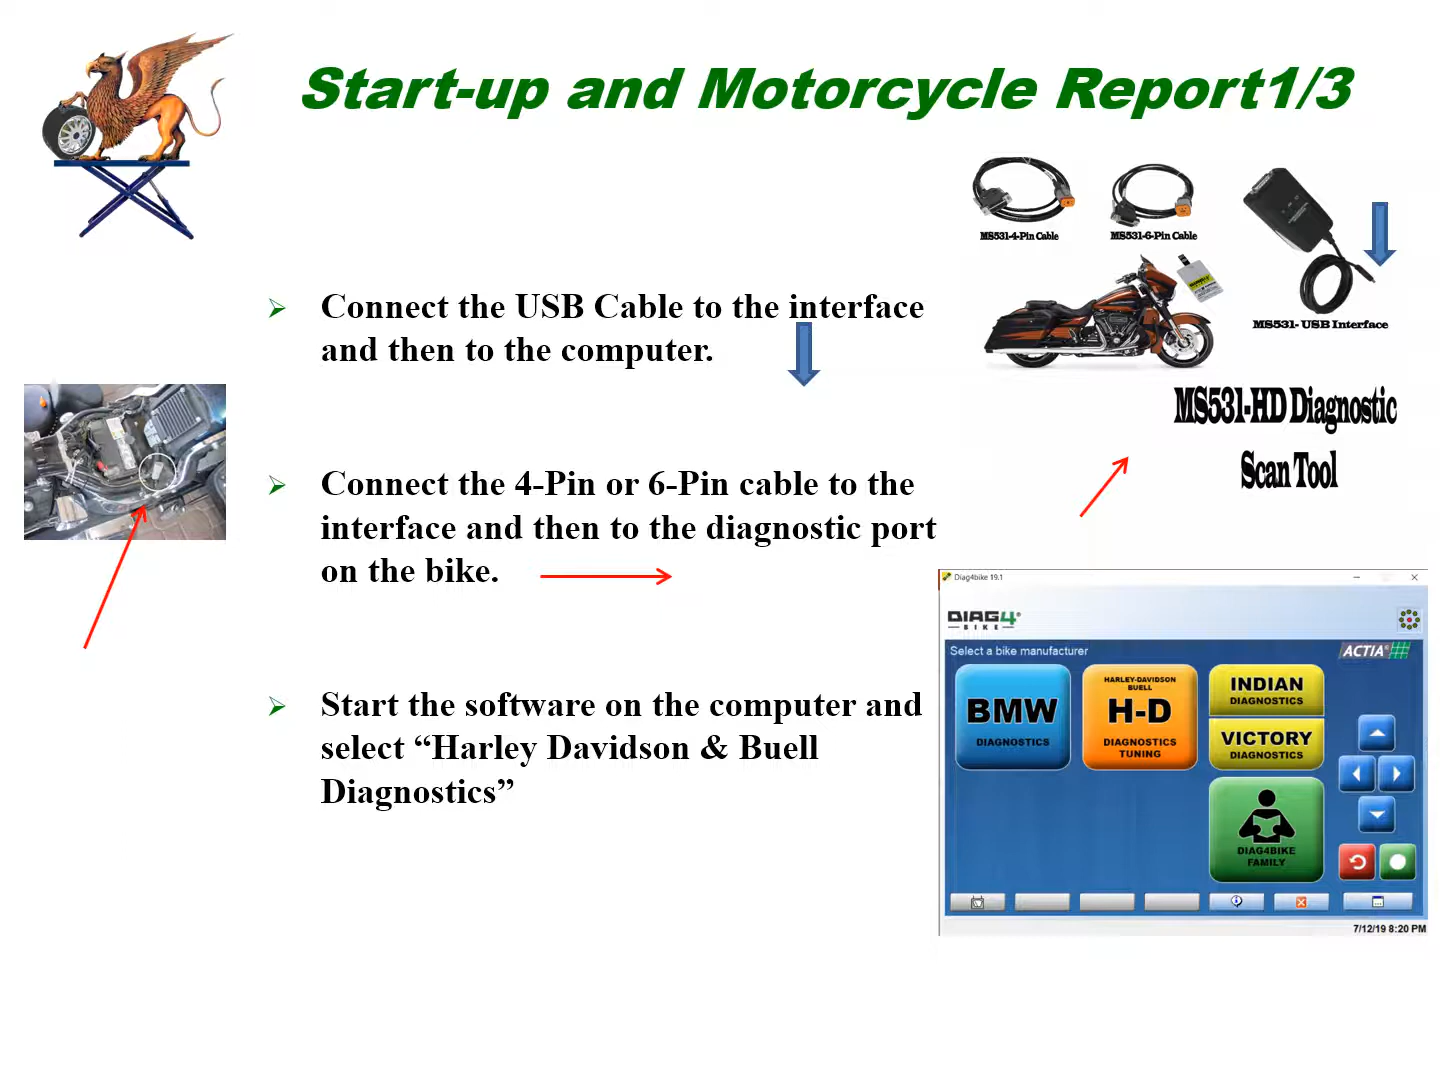 Start-up and Motorcycle Report1/3
MS531-4-Pin Cable
MS531-6-Pin Cable
MS531- USB Interface
MS531-HD Diagnostic
Scan Tool
Connect the USB Cable to the interface
and then to the computer.
Connect the 4-Pin or 6-Pin cable to the
interface and then to the diagnostic port
on the bike.
Start the software on the computer and
select “Harley Davidson & Buell
Diagnostics”
Diag4bike 19.1
DIAG4
BIKE
Select a bike manufacturer
ACTIA
BMW
DIAGNOSTICS
HARLEY-DAVIDSON
BUELL
H-D
DIAGNOSTICS
TUNING
INDIAN
DIAGNOSTICS
VICTORY
DIAGNOSTICS
DIAG4BIKE
FAMILY
7/12/19 8:20 PM